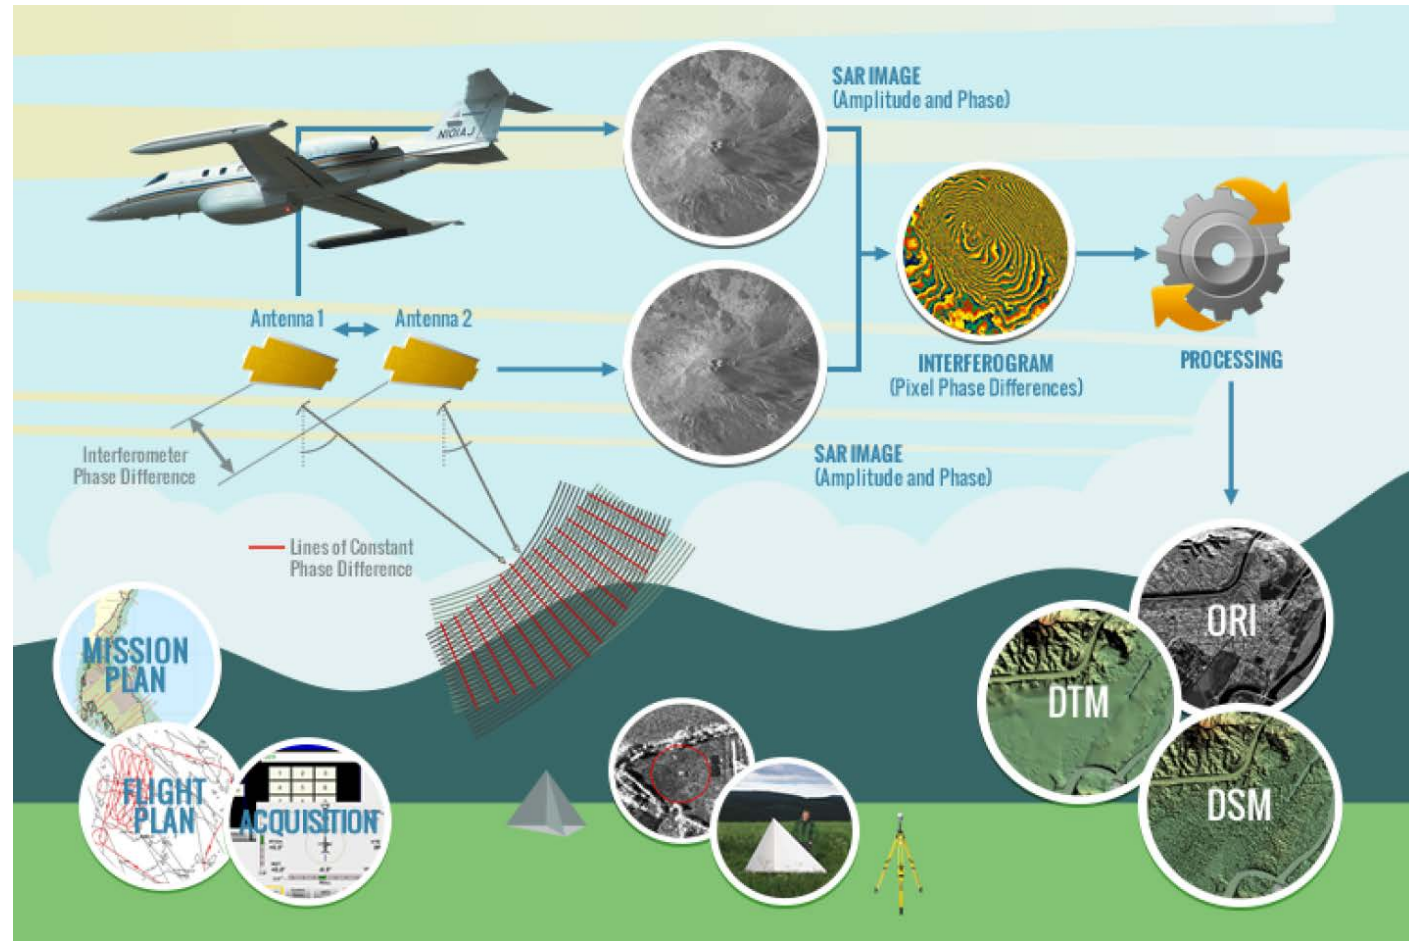 N101AJ
SAR IMAGE
(Amplitude and Phase)
Antenna 1
Antenna 2
INTERFEROGRAM
(Pixel Phase Differences)
PROCESSING
Interferometer
Phase Difference
SAR IMAGE
(Amplitude and Phase)
Lines of Constant
Phase Difference
MISSION
PLAN
FLIGHT
PLAN
ACQUISITION
ORI
DTM
DSM